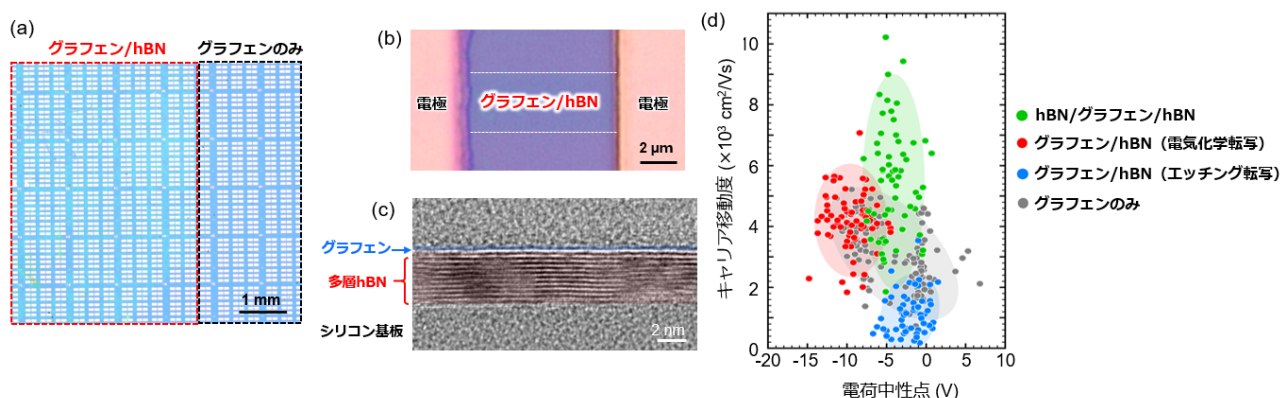 (a)
グラフェン/hBN
グラフェンのみ
1 mm
(b)
電極
グラフェン/hBN
電極
2 μm
(c)
グラフェン
多層hBN
シリコン基板
2 nm
(d)
キャリア移動度 (×10³ cm²/Vs)
10
8
6
4
2
0
-20
-15
-10
-5
0
5
10
電荷中性点 (V)
hBN/グラフェン/hBN
グラフェン/hBN（電気化学転写）
グラフェン/hBN（エッチング転写）
グラフェンのみ